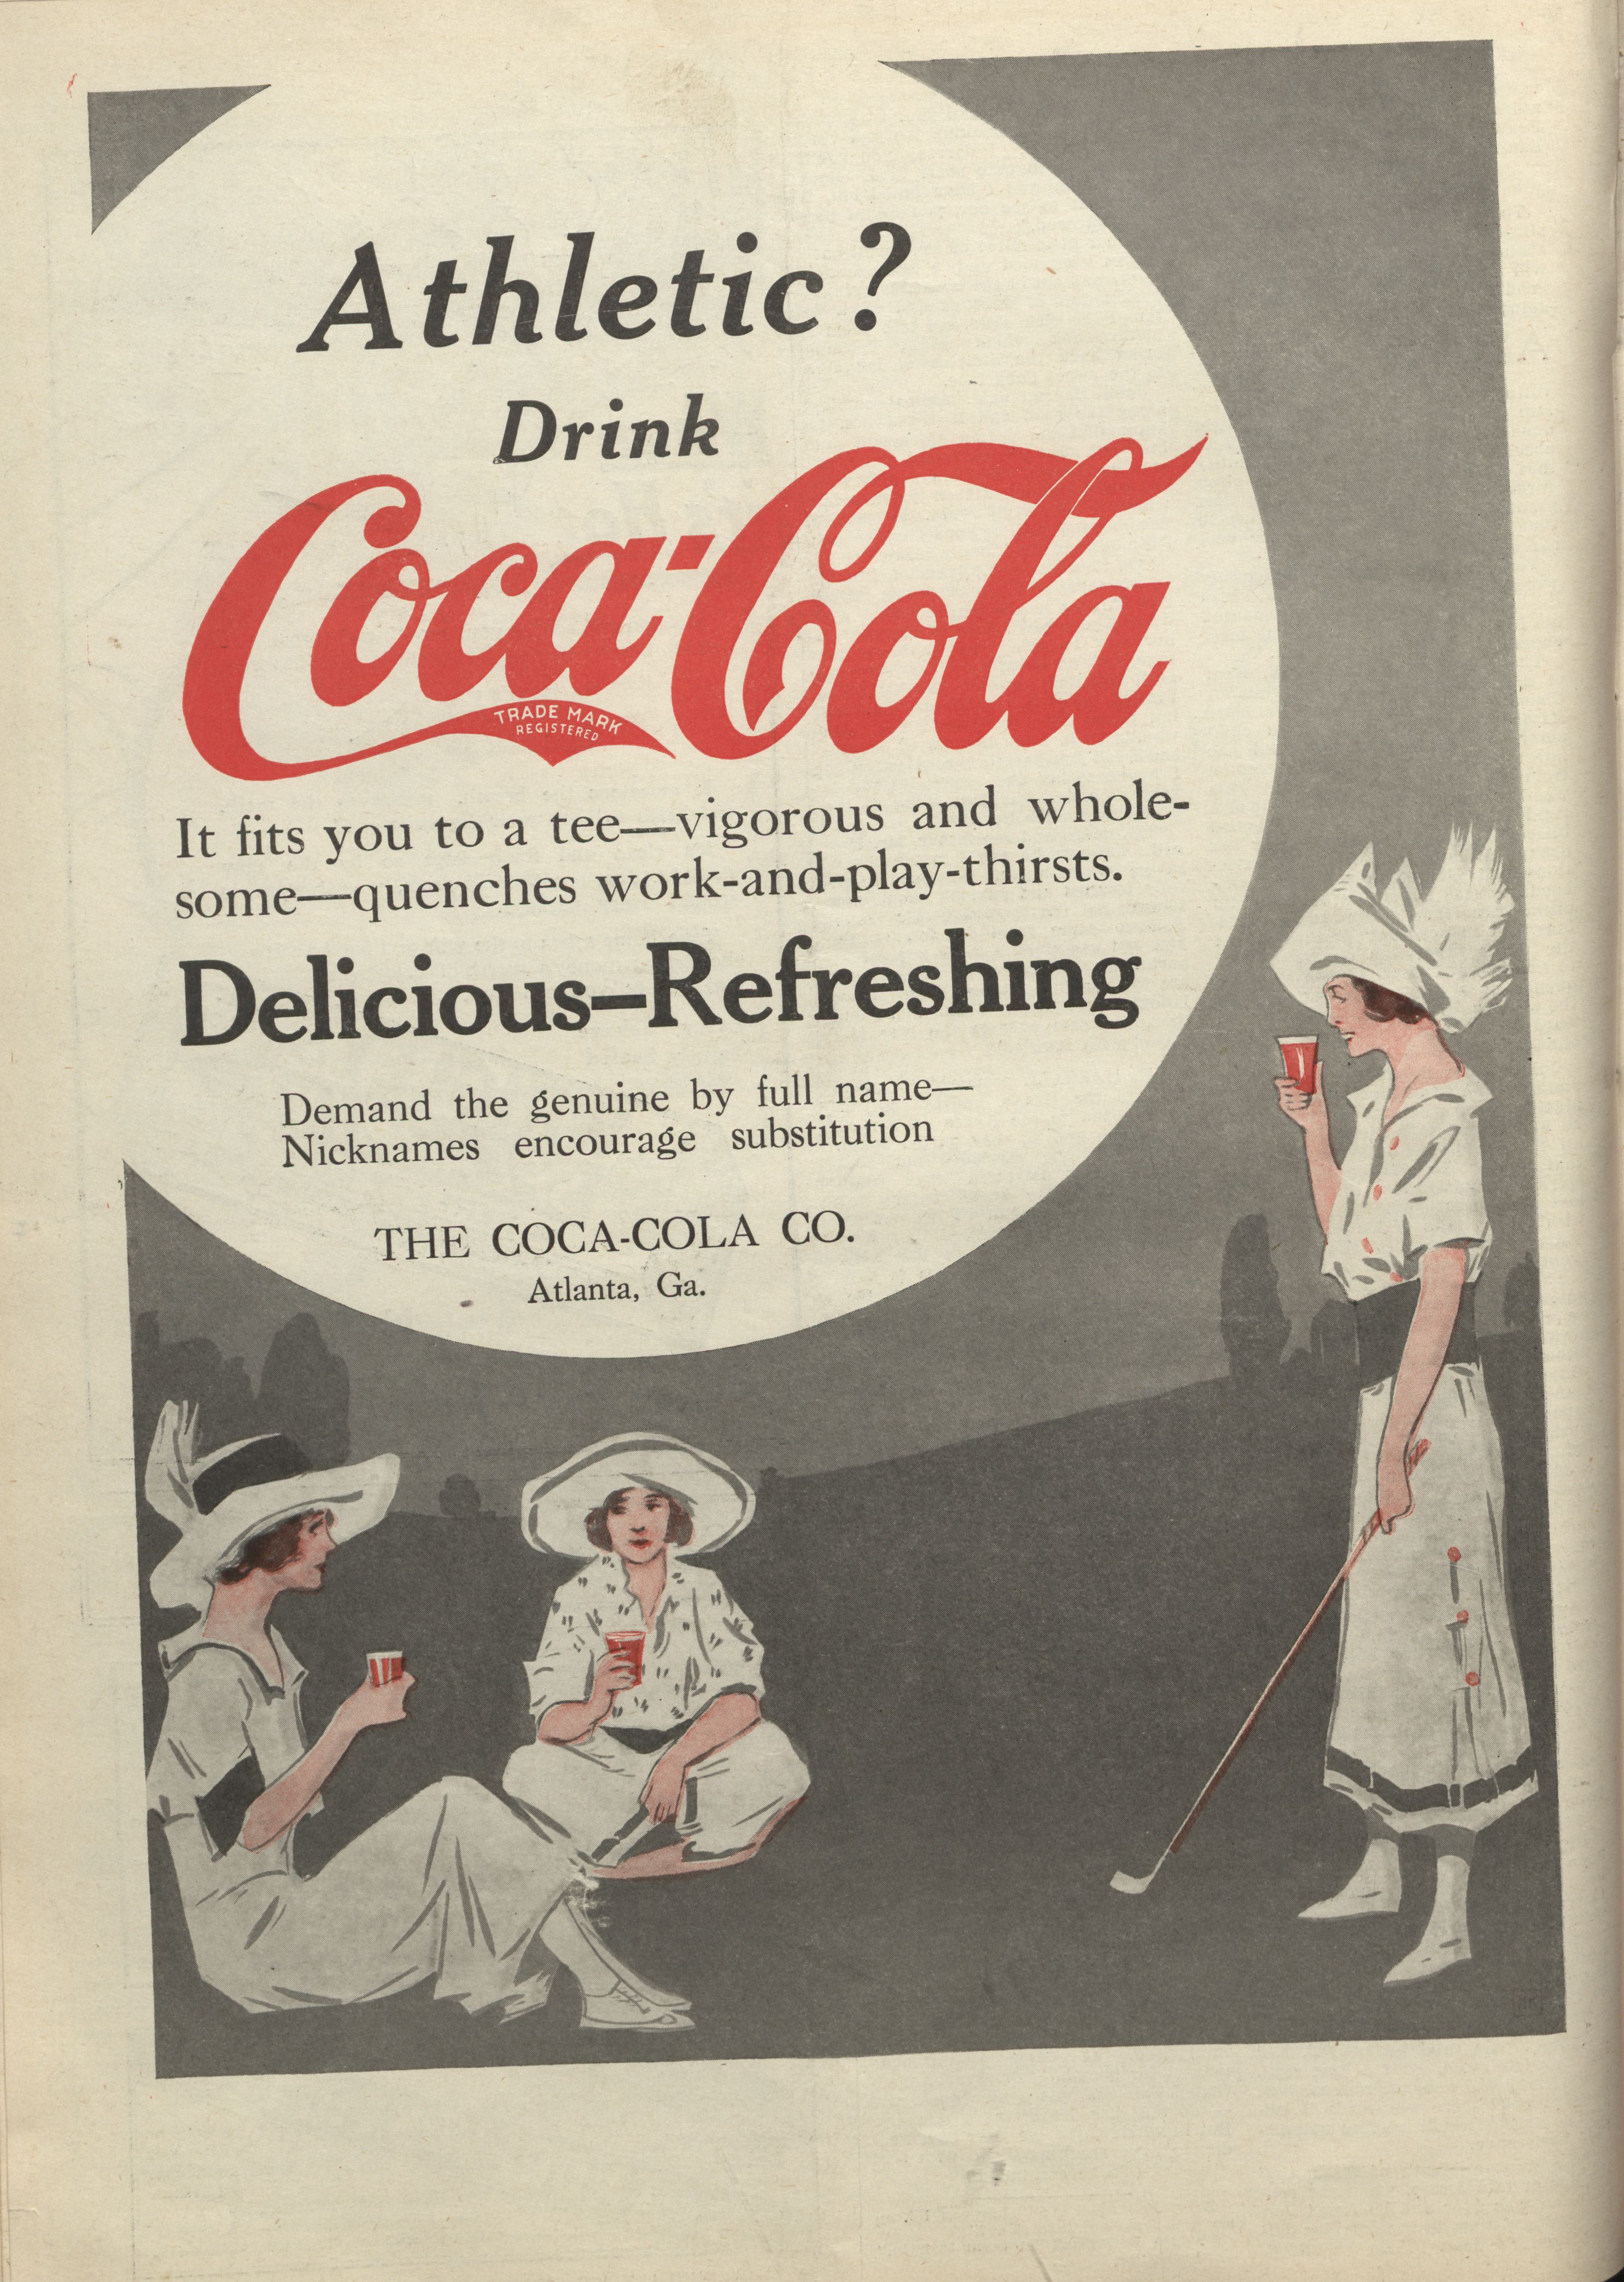 Athletic?
Drink
Coca-Cola
TRADE MARK
REGISTERED
It fits you to a tee—vigorous and whole-
some—quenches work-and-play-thirsts.
Delicious—Refreshing
Demand the genuine by full name—
Nicknames encourage substitution
THE COCA-COLA CO.
Atlanta, Ga.